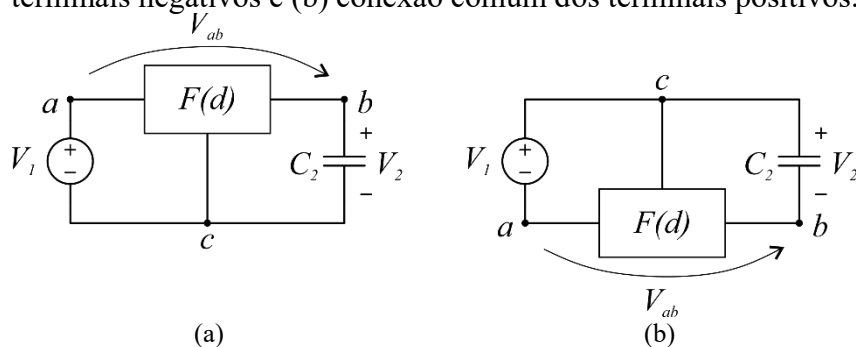 terminais negativos e (b) conexão comum dos terminais positivos.
V_ab
a F(d) b
V_1 + − C_2 + V_2 −
c
(a)
c
V_1 + − C_2 + V_2 −
a F(d) b
V_ab
(b)